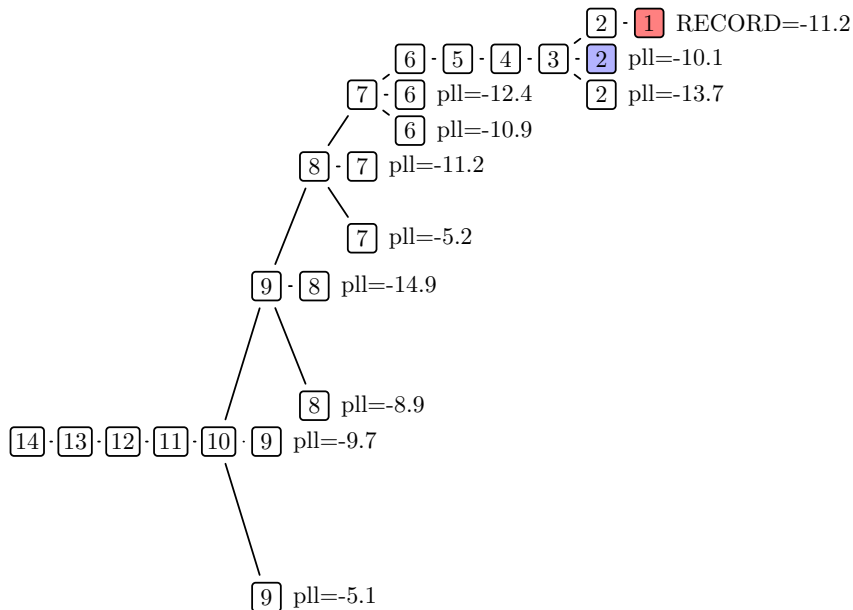 2 1 RECORD=-11.2
6 5 4 3 2 pll=-10.1
7 6 pll=-12.4
2 pll=-13.7
6 pll=-10.9
8 7 pll=-11.2
7 pll=-5.2
9 8 pll=-14.9
8 pll=-8.9
14 13 12 11 10 9 pll=-9.7
9 pll=-5.1